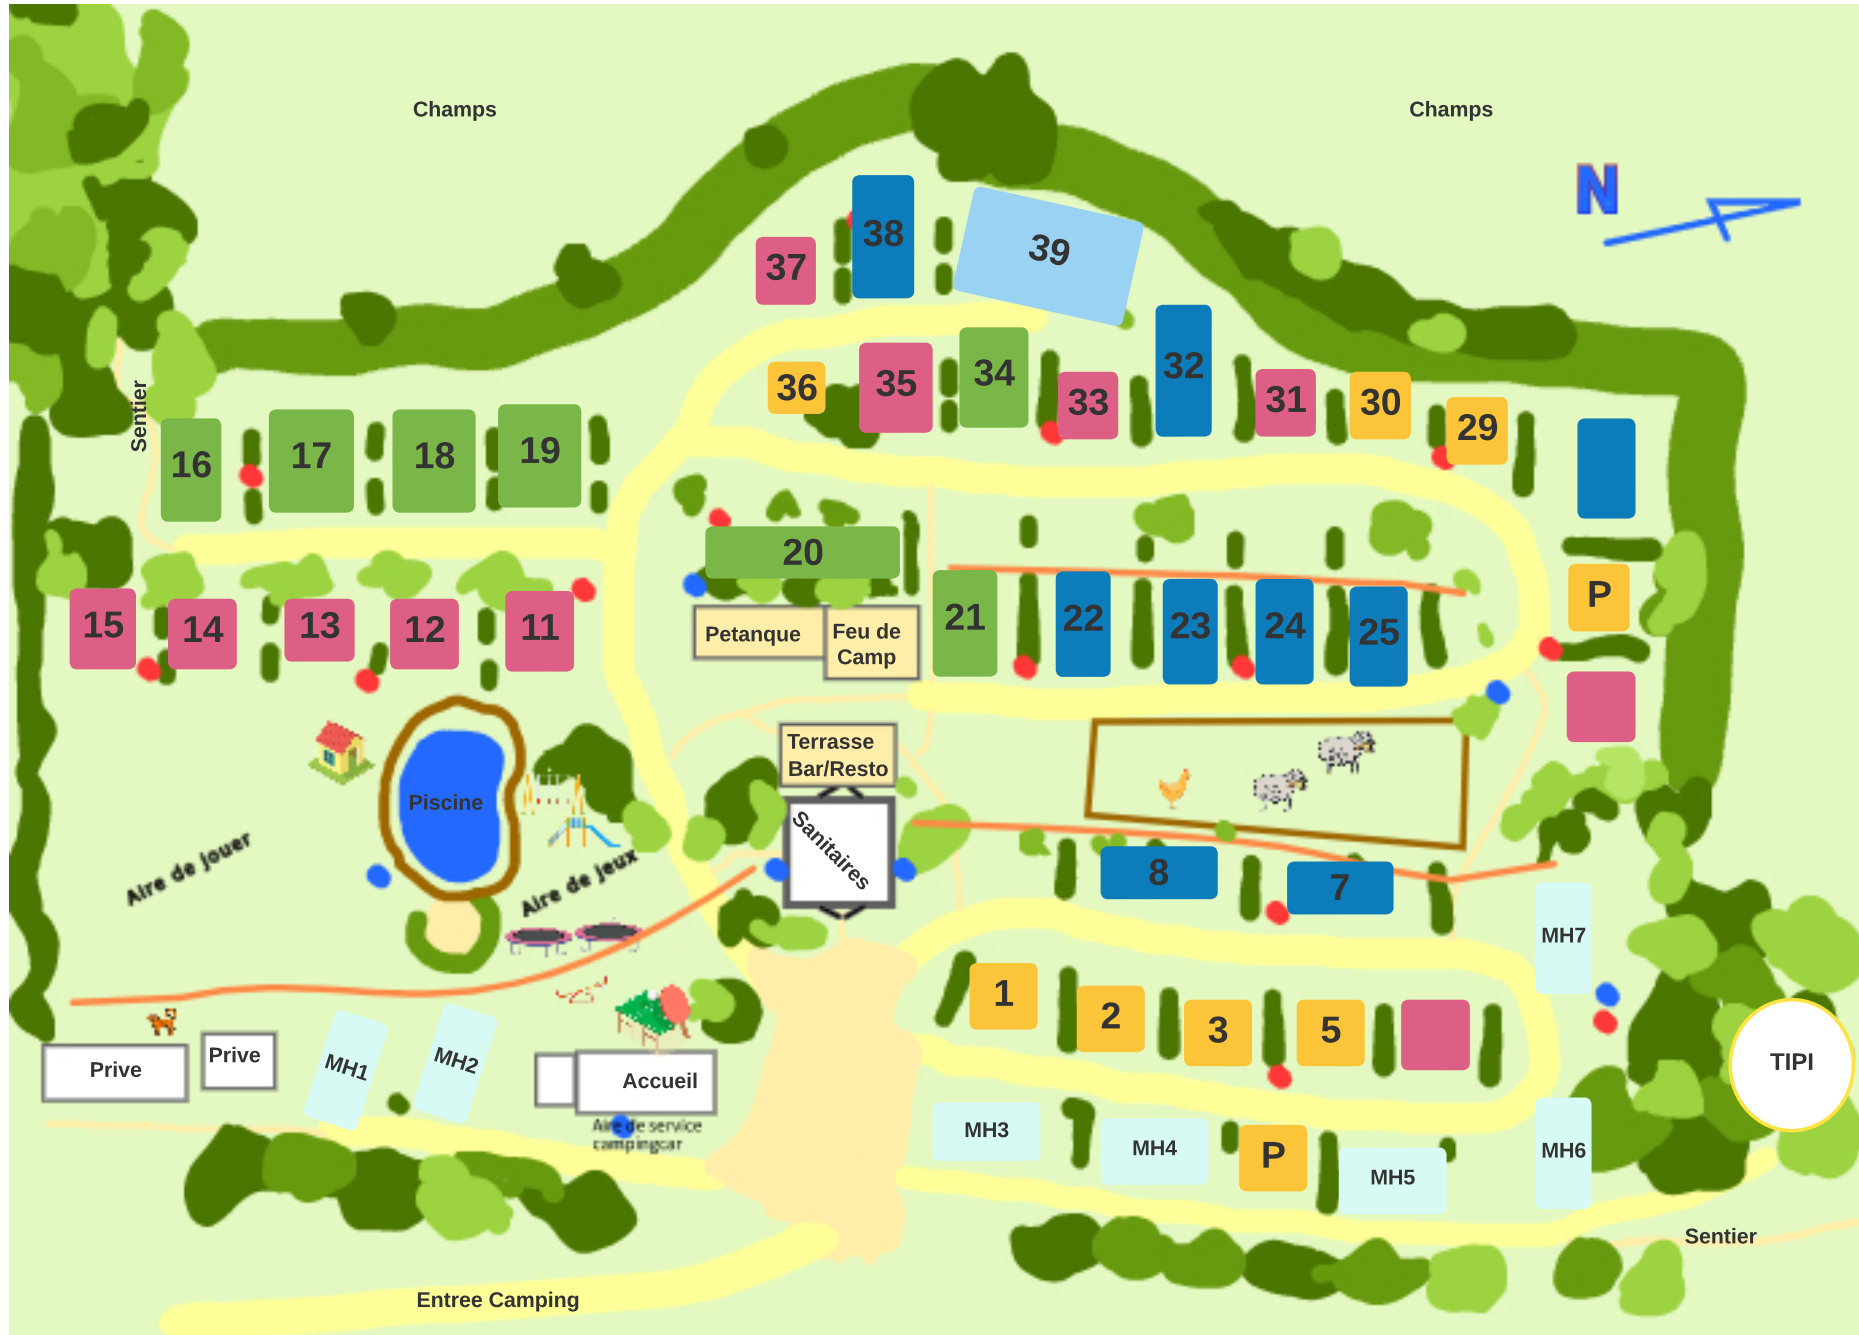 Champs
Champs
N
38
37
39
36
35
34
33
32
31
30
29
Sentier
16
17
18
19
20
P
15
14
13
12
11
Petanque
Feu de
Camp
21
22
23
24
25
Terrasse
Bar/Resto
Piscine
Sanitaires
Aire de jouer
Aire de jeux
8
7
MH7
1
2
3
5
Prive
Prive
MH1
MH2
Accueil
Aire de service
campingcar
MH3
MH4
P
MH5
MH6
TIPI
Sentier
Entree Camping